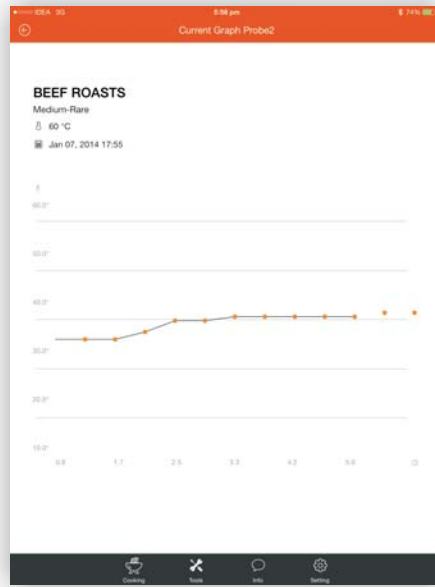 IDEA 3G 5:58 pm 74%
Current Graph Probe2
BEEF ROASTS
Medium-Rare
60 °C
Jan 07, 2014 17:55
60.0°
50.0°
40.0°
30.0°
20.0°
10.0°
0.8 1.7 2.5 3.3 4.2 5.0
Cooking Tools Info Setting